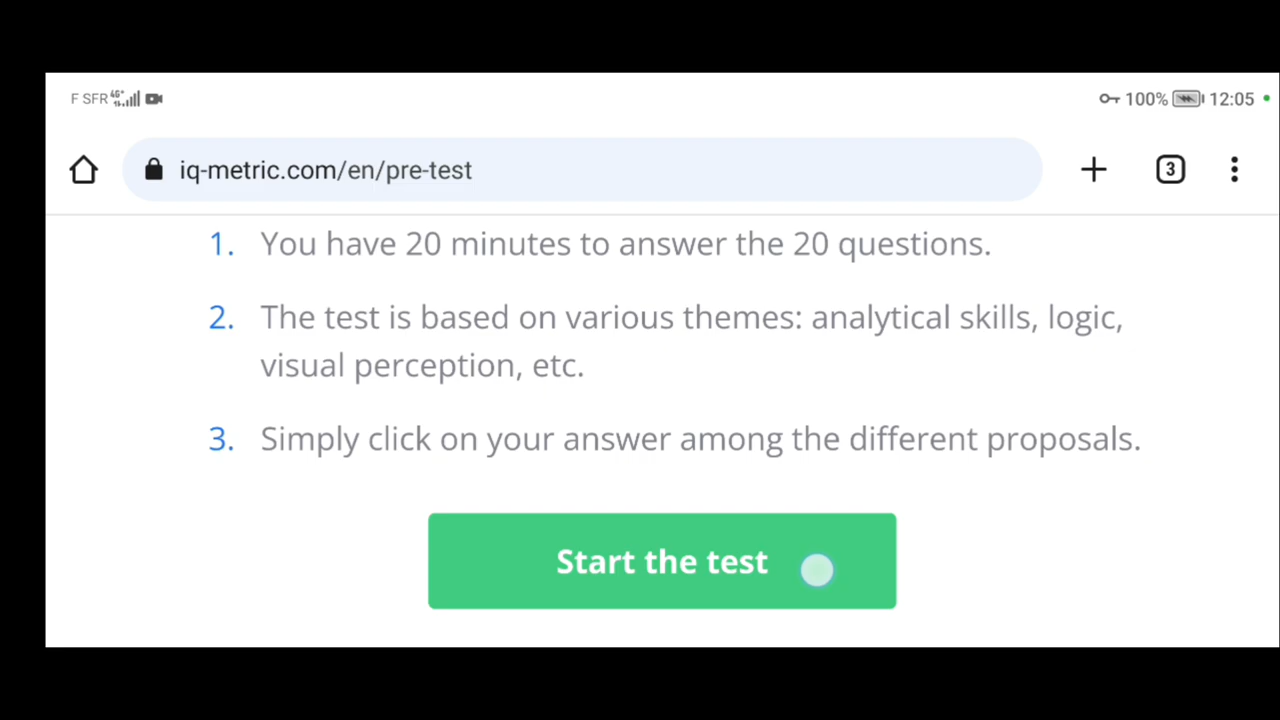 F SFR 4G+ 100% 12:05
iq-metric.com/en/pre-test 3
1. You have 20 minutes to answer the 20 questions.
2. The test is based on various themes: analytical skills, logic,
visual perception, etc.
3. Simply click on your answer among the different proposals.
Start the test